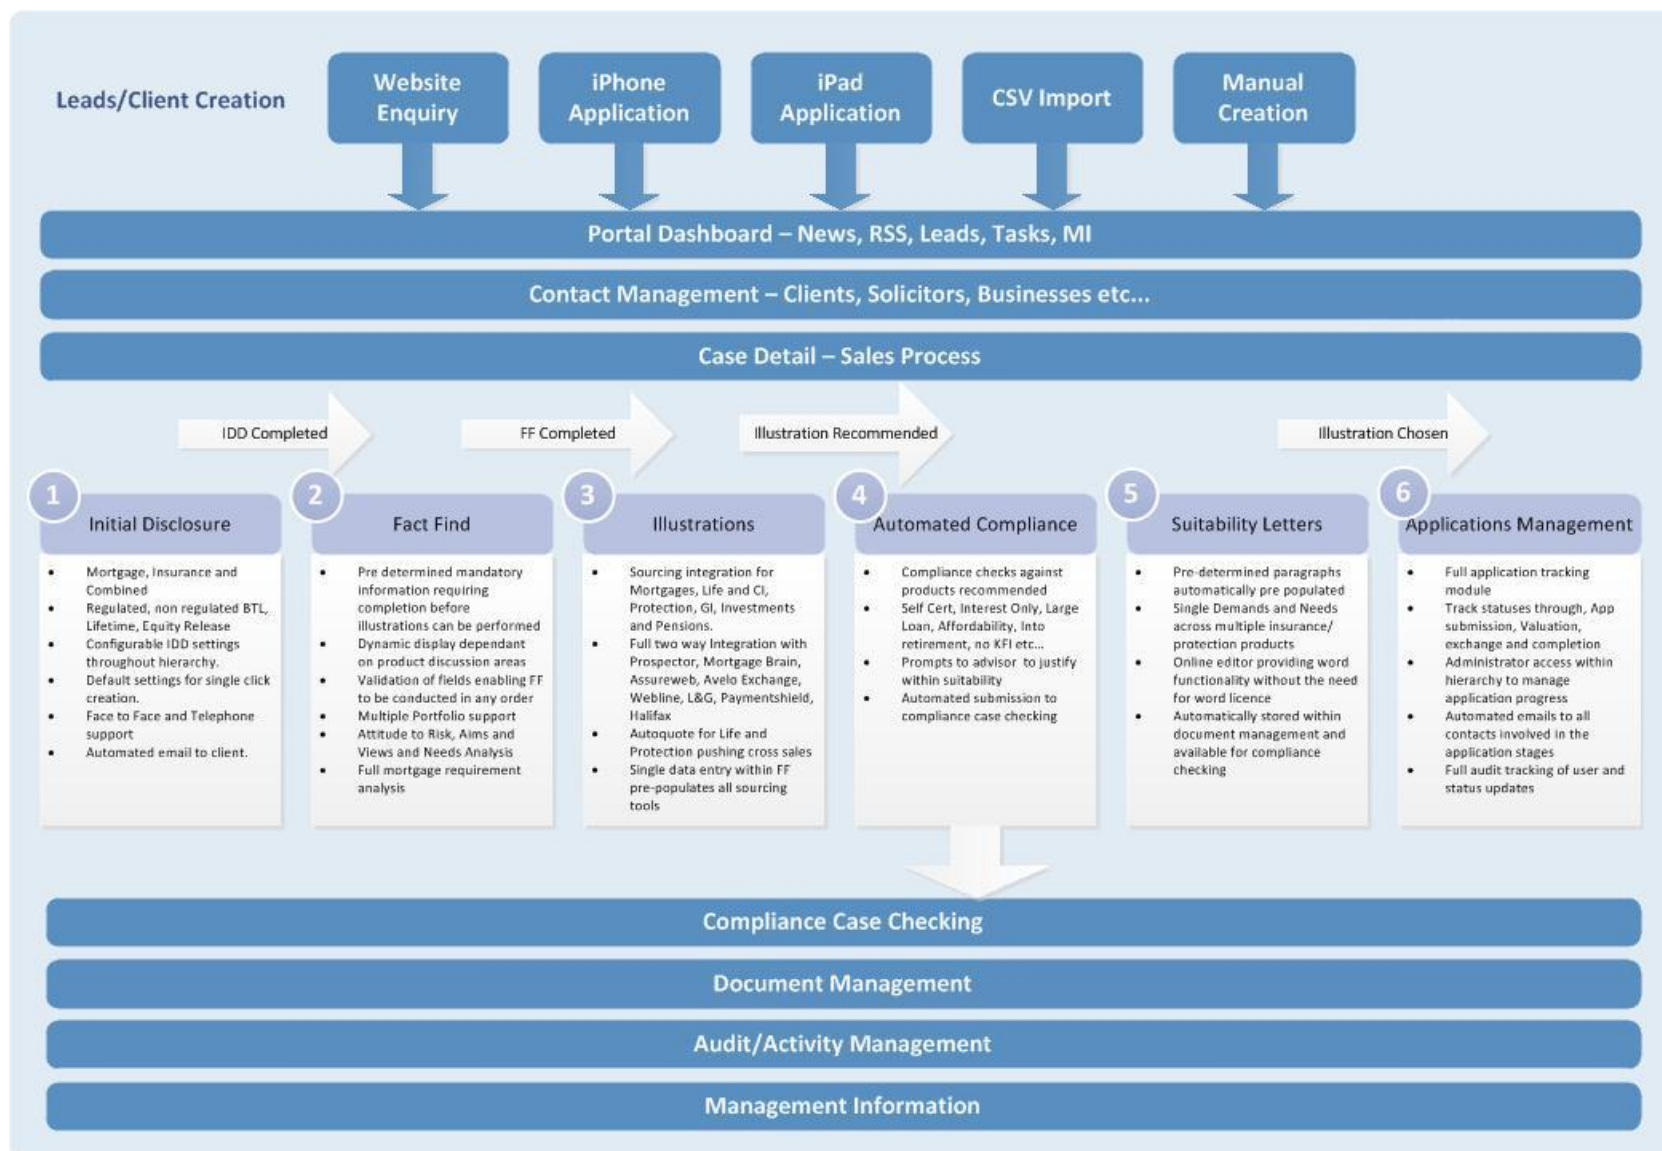 Leads/Client Creation
Website
Enquiry
iPhone
Application
iPad
Application
CSV Import
Manual
Creation
Portal Dashboard – News, RSS, Leads, Tasks, MI
Contact Management – Clients, Solicitors, Businesses etc...
Case Detail – Sales Process
IDD Completed
FF Completed
Illustration Recommended
Illustration Chosen
1
Initial Disclosure
• Mortgage, Insurance and
Combined
• Regulated, non regulated BTL,
Lifetime, Equity Release
• Configurable IDD settings
throughout hierarchy.
• Default settings for single click
creation.
• Face to Face and Telephone
support
• Automated email to client.
2
Fact Find
• Pre determined mandatory
information requiring
completion before
illustrations can be performed
• Dynamic display dependant
on product discussion areas
• Validation of fields enabling FF
to be conducted in any order
• Multiple Portfolio support
• Attitude to Risk, Aims and
Views and Needs Analysis
• Full mortgage requirement
analysis
3
Illustrations
• Sourcing integration for
Mortgages, Life and CI,
Protection, GI, Investments
and Pensions.
• Full two way Integration with
Prospector, Mortgage Brain,
Assureweb, Avelo Exchange,
Webline, L&G, Paymentshield,
Halifax
• Autoquote for Life and
Protection pushing cross sales
• Single data entry within FF
pre-populates all sourcing
tools
4
Automated Compliance
• Compliance checks against
products recommended
• Self Cert, Interest Only, Large
Loan, Affordability, Into
retirement, no KFI etc...
• Prompts to advisor to justify
within suitability
• Automated submission to
compliance case checking
5
Suitability Letters
• Pre-determined paragraphs
automatically pre populated
• Single Demands and Needs
across multiple insurance/
protection products
• Online editor providing word
functionality without the need
for word licence
• Automatically stored within
document management and
available for compliance
checking
6
Applications Management
• Full application tracking
module
• Track statuses through, App
submission, Valuation,
exchange and completion
• Administrator access within
hierarchy to manage
application progress
• Automated emails to all
contacts involved in the
application stages
• Full audit tracking of user and
status updates
Compliance Case Checking
Document Management
Audit/Activity Management
Management Information